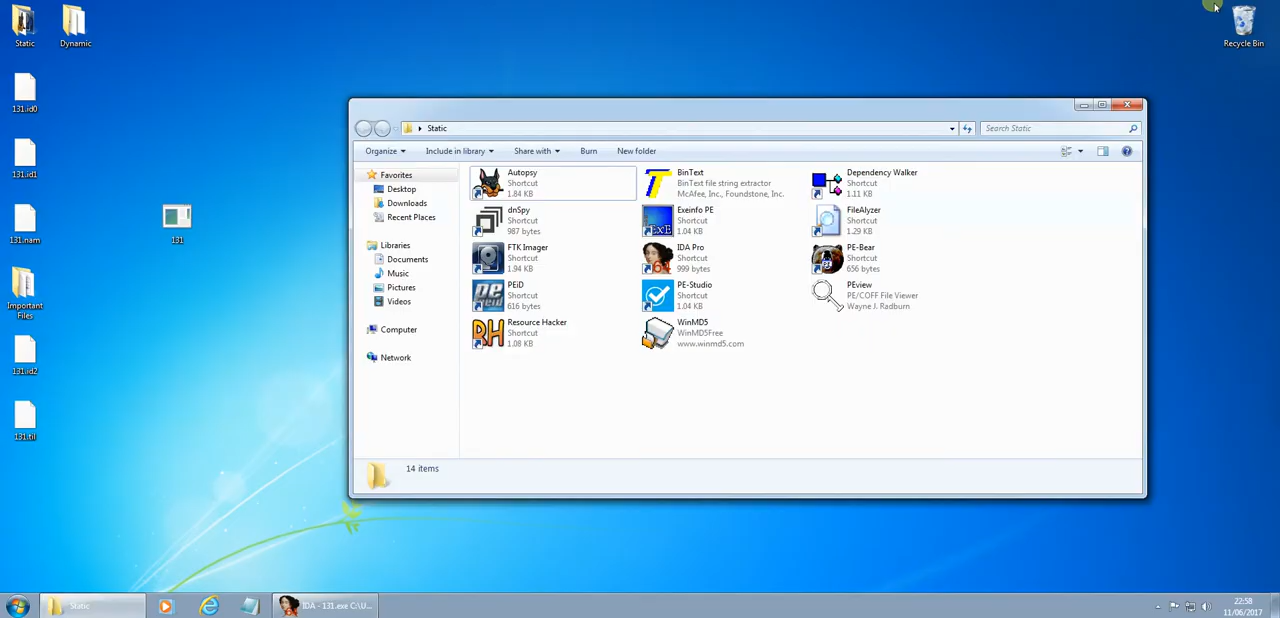 Static
Dynamic
Recycle Bin
131.id0
131.id1
131.nam
131
Important
Files
131.id2
131.til
Static
Search Static
Organize
Include in library
Share with
Burn
New folder
Favorites
Desktop
Downloads
Recent Places
Libraries
Documents
Music
Pictures
Videos
Computer
Network
Autopsy
Shortcut
1.84 KB
BinText
BinText file string extractor
McAfee, Inc., Foundstone, Inc.
Dependency Walker
Shortcut
1.11 KB
dnSpy
Shortcut
987 bytes
Exeinfo PE
Shortcut
1.04 KB
FileAlyzer
Shortcut
1.29 KB
FTK Imager
Shortcut
1.94 KB
IDA Pro
Shortcut
999 bytes
PE-Bear
Shortcut
656 bytes
PEiD
Shortcut
616 bytes
PE-Studio
Shortcut
1.04 KB
PEview
PE/COFF File Viewer
Wayne J. Radburn
Resource Hacker
Shortcut
1.08 KB
WinMD5
WinMD5Free
www.winmd5.com
14 items
Static
IDA - 131.exe C:\U...
22:58
11/06/2017